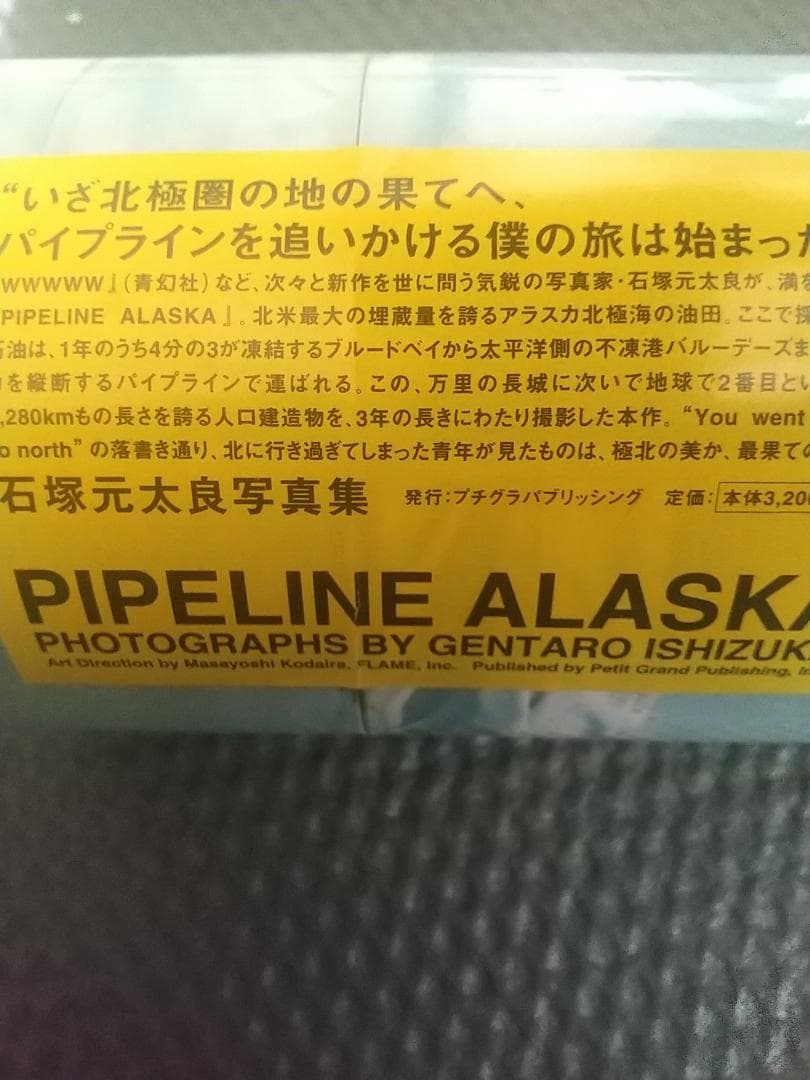 “いざ北極圏の地の果てへ、
パイプラインを追いかける僕の旅は始まった
WWWWW』(青幻社)など、次々と新作を世に問う気鋭の写真家・石塚元太良が、満を
PIPELINE ALASKA』。北米最大の埋蔵量を誇るアラスカ北極海の油田。ここで採
石油は、1年のうち4分の3が凍結するブルードベイから太平洋側の不凍港バルーデーズま
を縦断するパイプラインで運ばれる。この、万里の長城に次いで地球で2番目とい
,280kmもの長さを誇る人口建造物を、3年の長きにわたり撮影した本作。“You went
o north”の落書き通り、北に行き過ぎてしまった青年が見たものは、極北の美か、最果ての
石塚元太良写真集 発行:プチグラパブリッシング 定価:本体3,200
PIPELINE ALASKA
PHOTOGRAPHS BY GENTARO ISHIZUK
Art Direction by Masayoshi Kodaira, FLAME, Inc. Published by Petit Grand Publishing, In